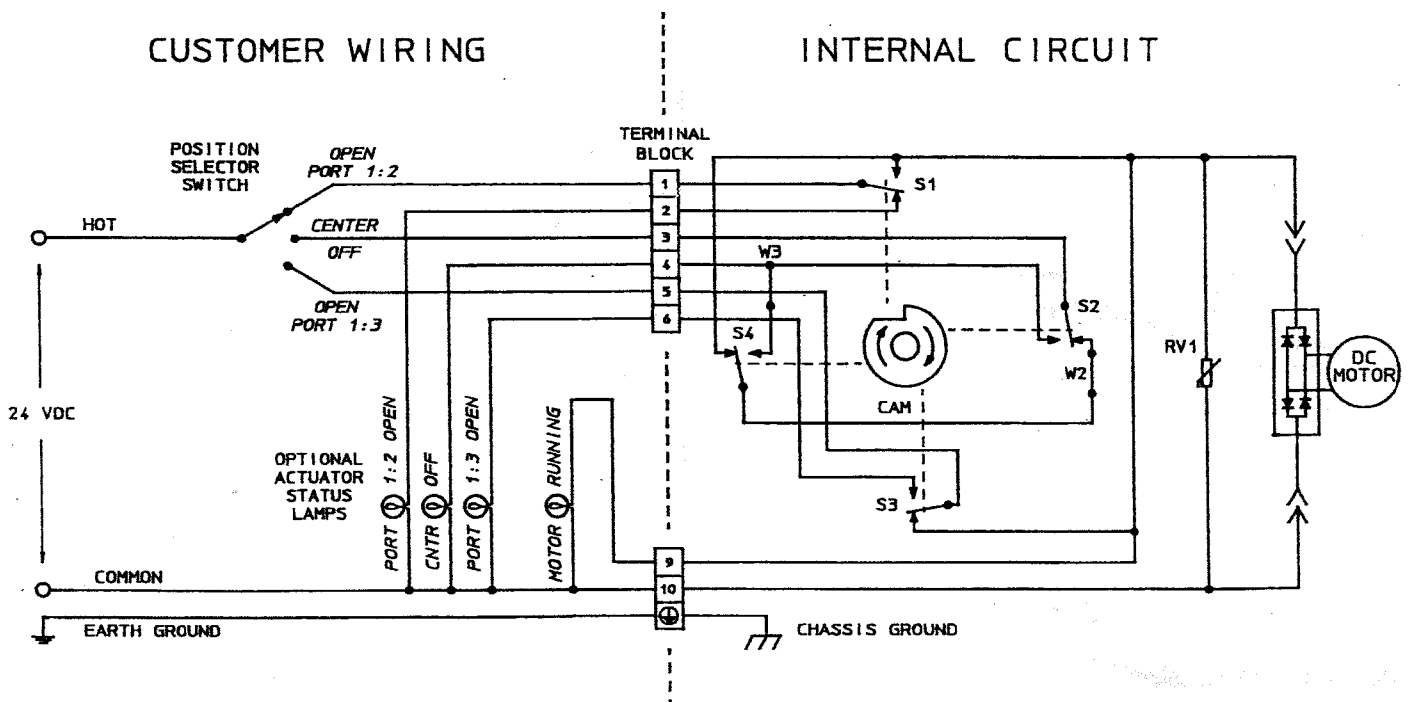 CUSTOMER WIRING
INTERNAL CIRCUIT
POSITION
SELECTOR
SWITCH
OPEN
PORT 1:2
TERMINAL
BLOCK
HOT
CENTER
OFF
OPEN
PORT 1:3
1
2
3
4
5
6
S1
W3
S2
S4
W2
CAM
RV1
DC
MOTOR
24 VDC
OPTIONAL
ACTUATOR
STATUS
LAMPS
PORT 1:2 OPEN
CNTR OFF
PORT 1:3 OPEN
MOTOR RUNNING
S3
9
10
COMMON
EARTH GROUND
CHASSIS GROUND